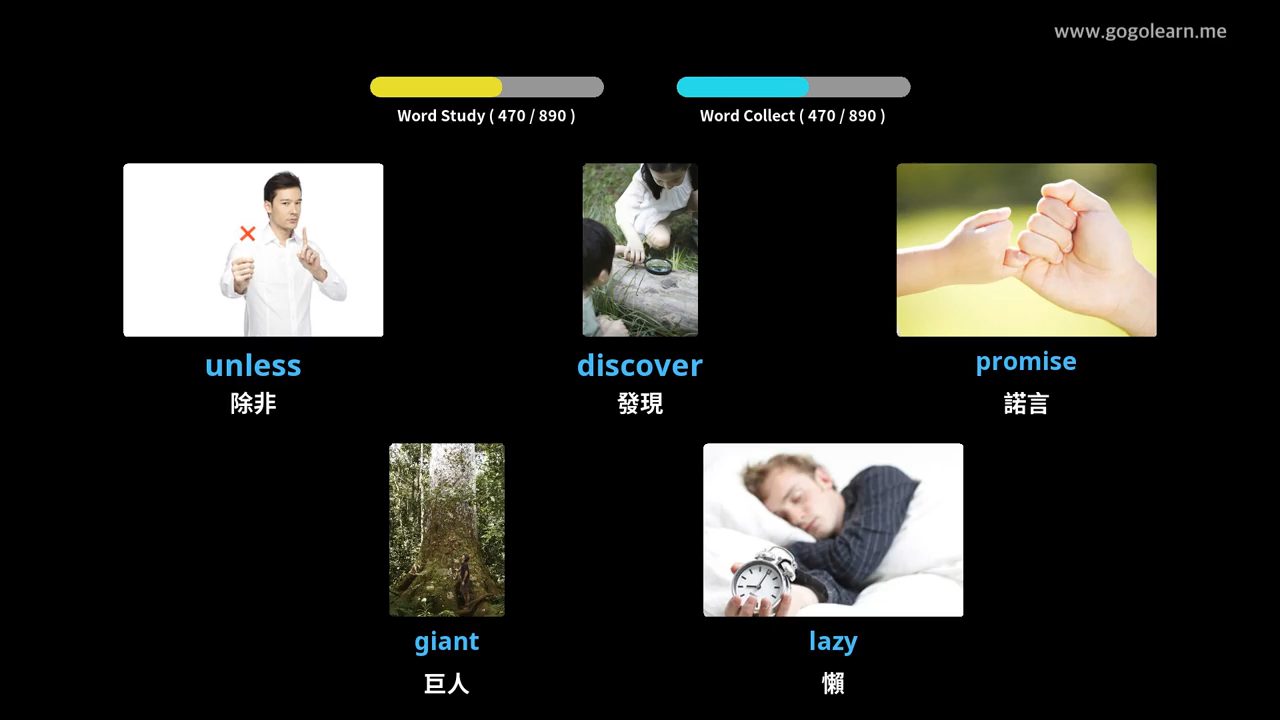 www.gogolearn.me
Word Study ( 470 / 890 )
Word Collect ( 470 / 890 )
unless
除非
discover
發現
promise
諾言
giant
巨人
lazy
懶